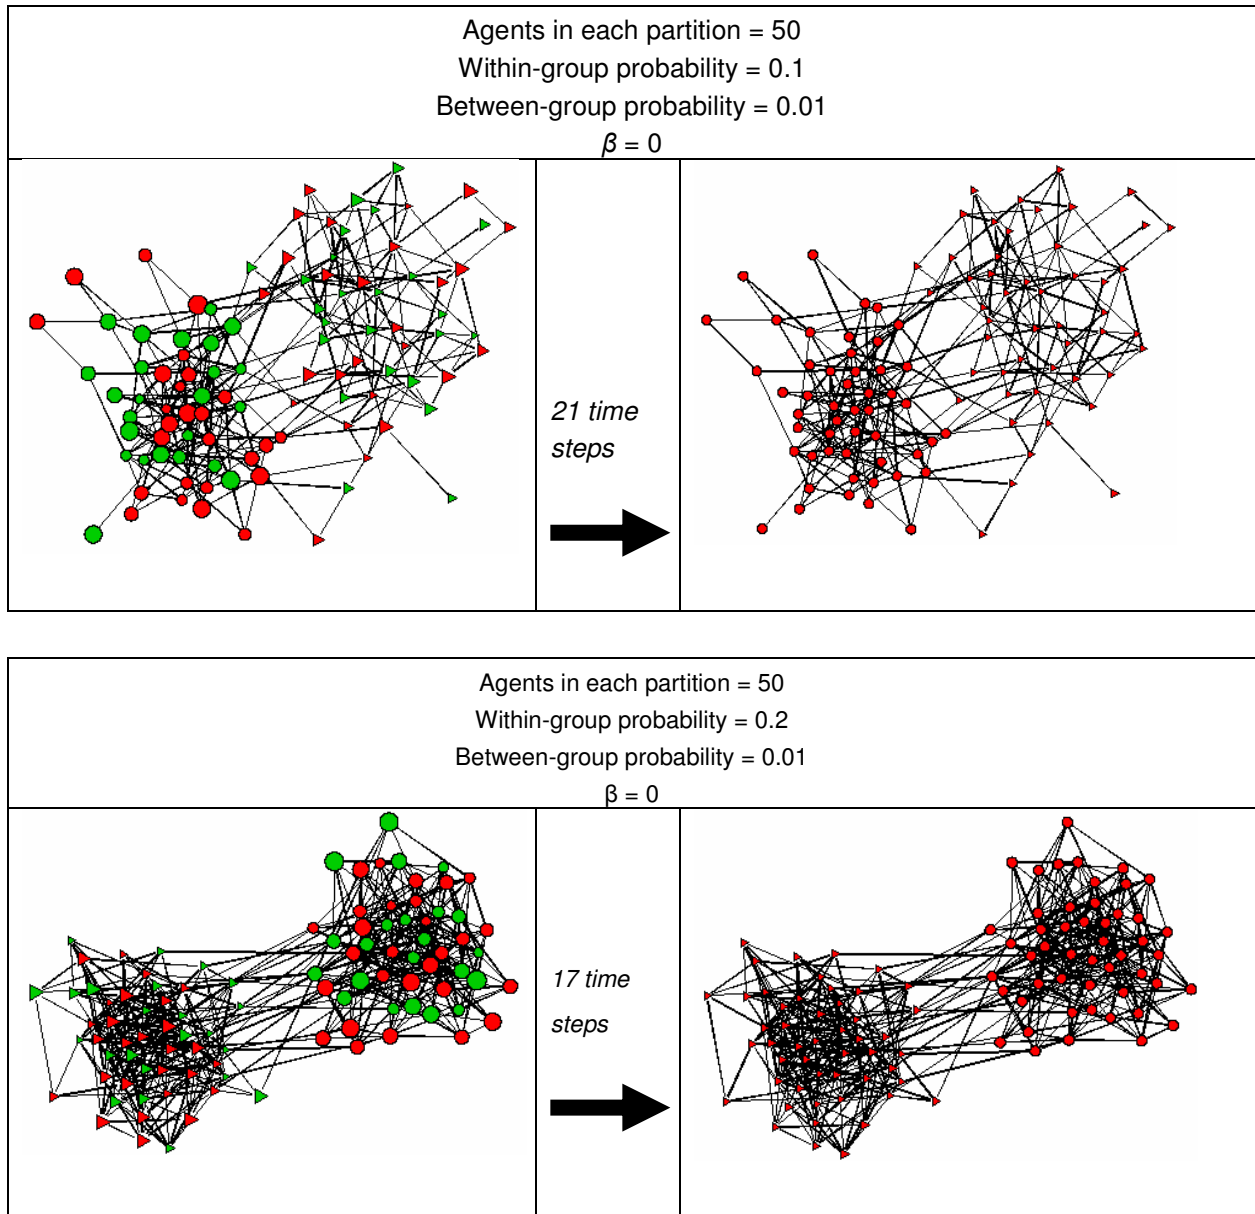 Agents in each partition = 50
Within-group probability = 0.1
Between-group probability = 0.01
β = 0
21 time
steps
Agents in each partition = 50
Within-group probability = 0.2
Between-group probability = 0.01
β = 0
17 time
steps